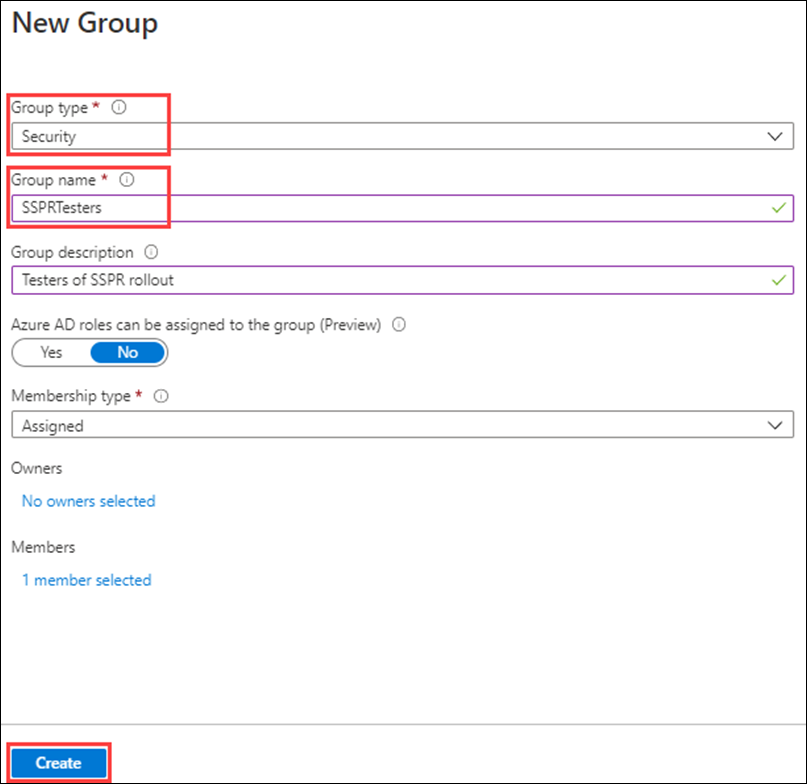 New Group
Group type *
Security
Group name *
SSPRTesters
Group description
Testers of SSPR rollout
Azure AD roles can be assigned to the group (Preview)
Yes No
Membership type *
Assigned
Owners
No owners selected
Members
1 member selected
Create